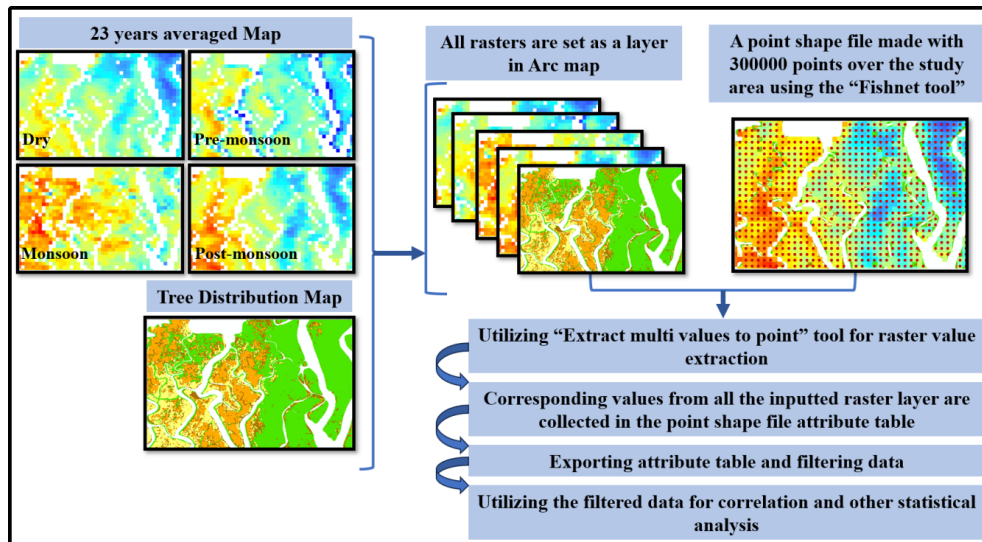 23 years averaged Map
Dry
Pre-monsoon
Monsoon
Post-monsoon
Tree Distribution Map
All rasters are set as a layer
in Arc map
A point shape file made with
300000 points over the study
area using the “Fishnet tool”
Utilizing “Extract multi values to point” tool for raster value
extraction
Corresponding values from all the inputted raster layer are
collected in the point shape file attribute table
Exporting attribute table and filtering data
Utilizing the filtered data for correlation and other statistical
analysis